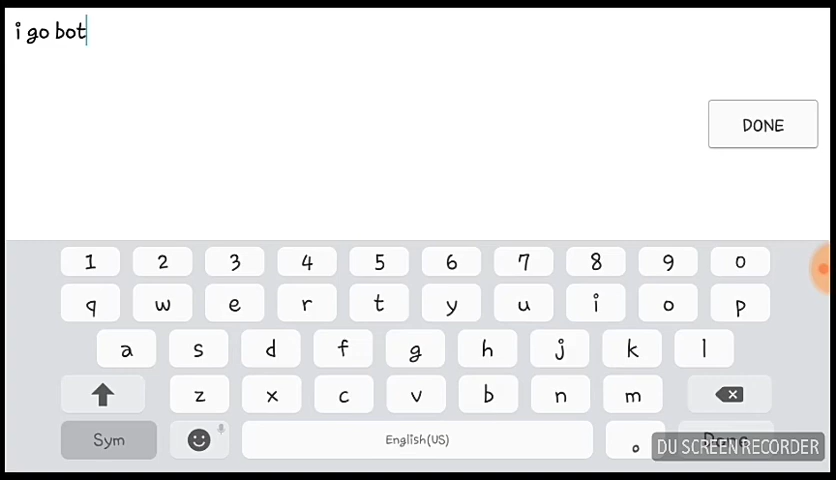 i go bot
DONE
1 2 3 4 5 6 7 8 9 0
q w e r t y u i o p
a s d f g h j k l
z x c v b n m
Sym English(US) . Done
DU SCREEN RECORDER